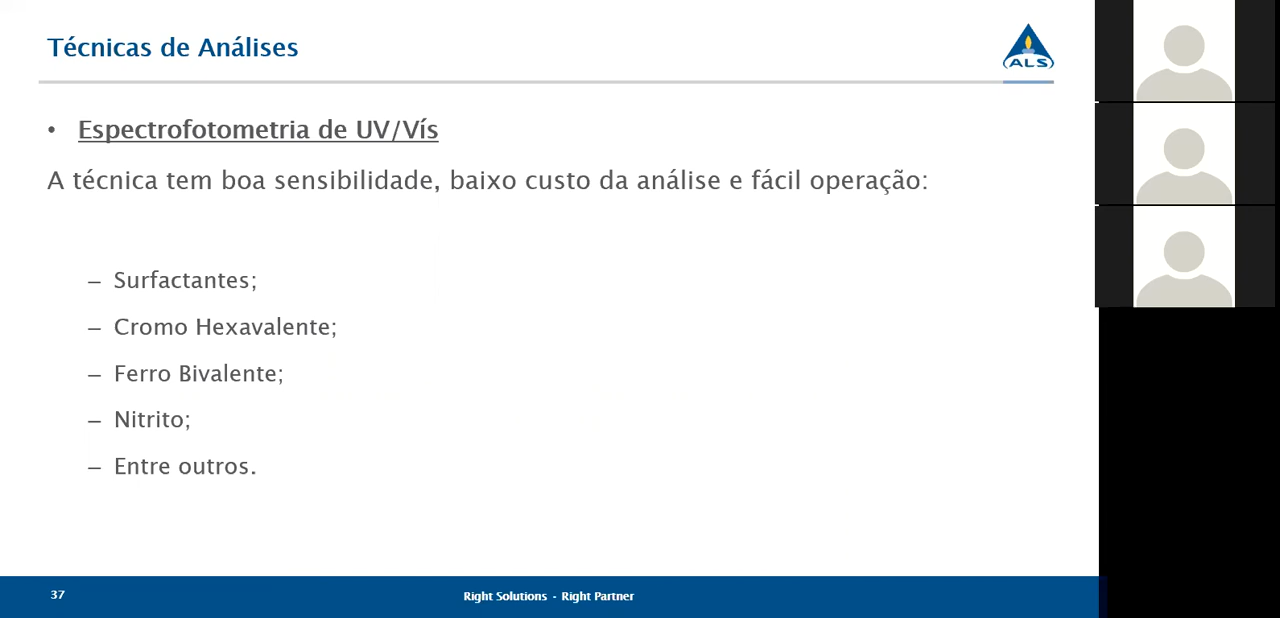 Técnicas de Análises
ALS
• Espectrofotometria de UV/Vís
A técnica tem boa sensibilidade, baixo custo da análise e fácil operação:
– Surfactantes;
– Cromo Hexavalente;
– Ferro Bivalente;
– Nitrito;
– Entre outros.
37
Right Solutions - Right Partner